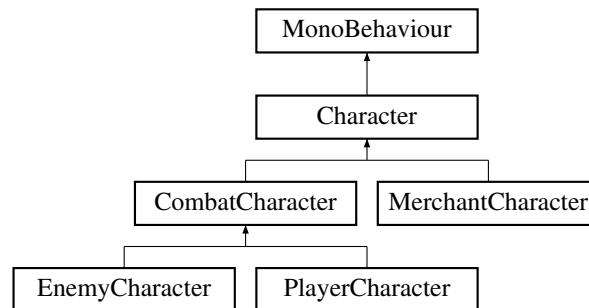 MonoBehaviour
Character
CombatCharacter
MerchantCharacter
EnemyCharacter
PlayerCharacter